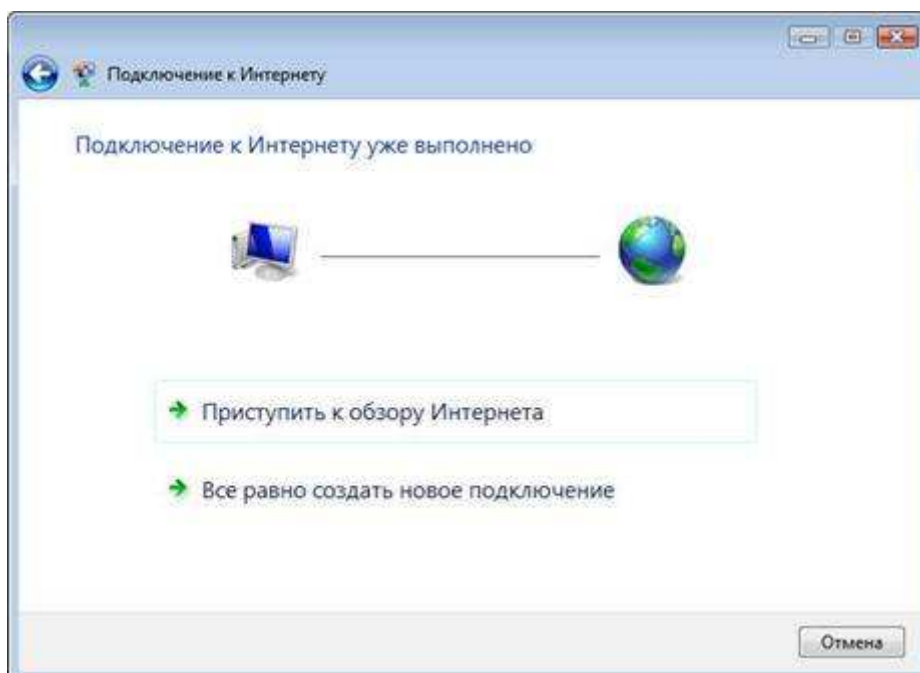 Подключение к Интернету
Подключение к Интернету уже выполнено
Приступить к обзору Интернета
Все равно создать новое подключение
Отмена